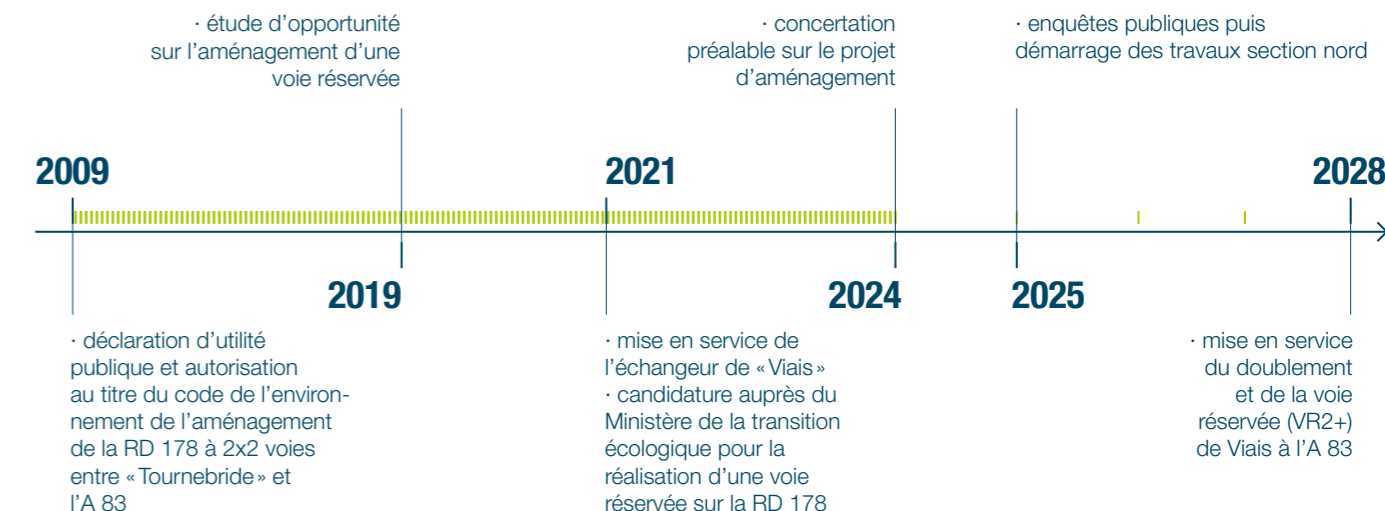 2009
· déclaration d’utilité
publique et autorisation
au titre du code de l’environ-
nement de l’aménagement
de la RD 178 à 2x2 voies
entre « Tournebride » et
l’A 83
· étude d’opportunité
sur l’aménagement d’une
voie réservée
2019
2021
· mise en service de
l’échangeur de « Viais »
· candidature auprès du
Ministère de la transition
écologique pour la
réalisation d’une voie
réservée sur la RD 178
· concertation
préalable sur le projet
d’aménagement
2024
· enquêtes publiques puis
démarrage des travaux section nord
2025
2028
· mise en service
du doublement
et de la voie
réservée (VR2+)
de Viais à l’A 83